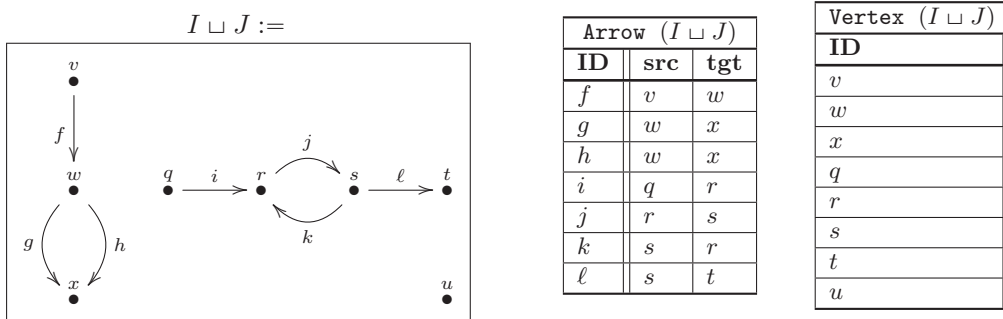 I ⊔ J :=
v
f
w
g
h
x
q
i
r
j
k
s
ℓ
t
u
Arrow (I ⊔ J)
ID src tgt
f v w
g w x
h w x
i q r
j r s
k s r
ℓ s t
Vertex (I ⊔ J)
ID
v
w
x
q
r
s
t
u